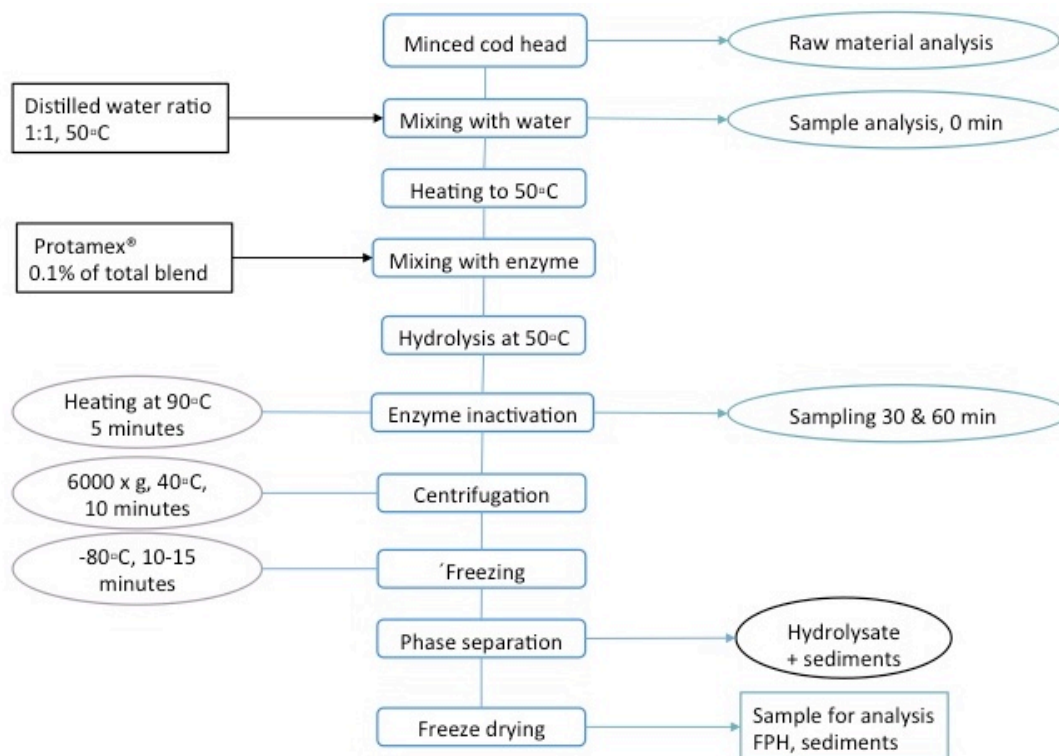 Minced cod head
Raw material analysis
Distilled water ratio
1:1, 50°C
Mixing with water
Sample analysis, 0 min
Heating to 50°C
Protamex®
0.1% of total blend
Mixing with enzyme
Hydrolysis at 50°C
Heating at 90°C
5 minutes
Enzyme inactivation
Sampling 30 & 60 min
6000 x g, 40°C,
10 minutes
Centrifugation
-80°C, 10-15
minutes
´Freezing
Phase separation
Hydrolysate
+ sediments
Freeze drying
Sample for analysis
FPH, sediments